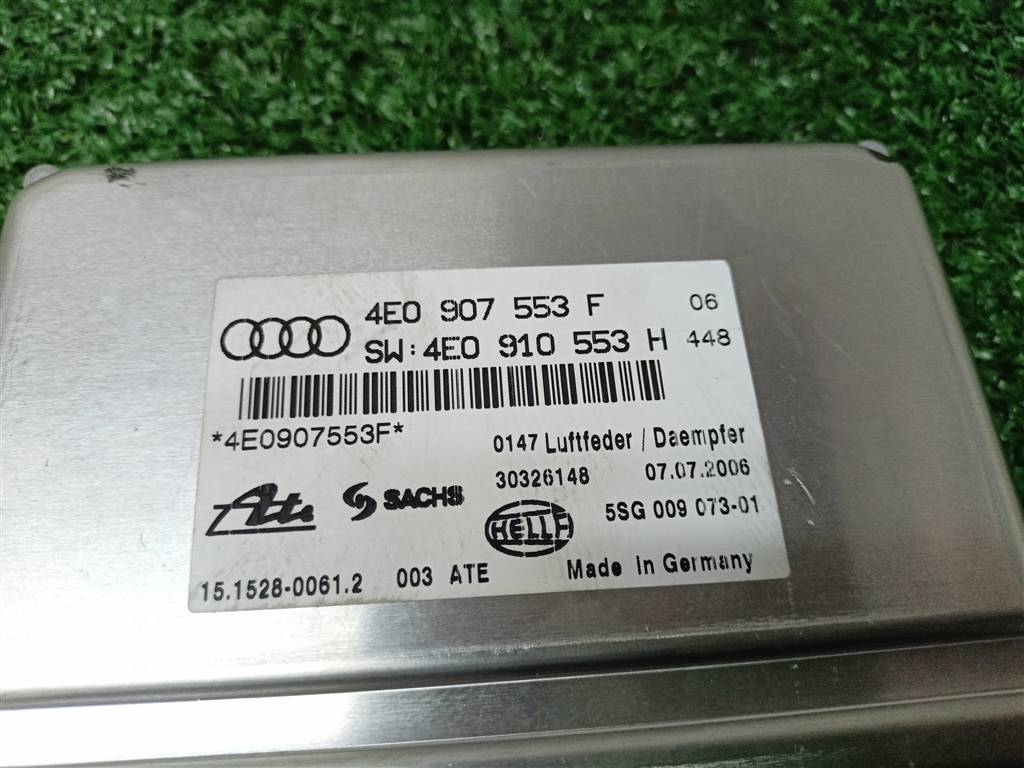 4E0 907 553 F 06
SW:4E0 910 553 H 448
*4E0907553F*
0147 Luftfeder / Daempfer
30326148 07.07.2006
Ate SACHS HELLA 5SG 009 073-01
15.1528-0061.2 003 ATE Made in Germany